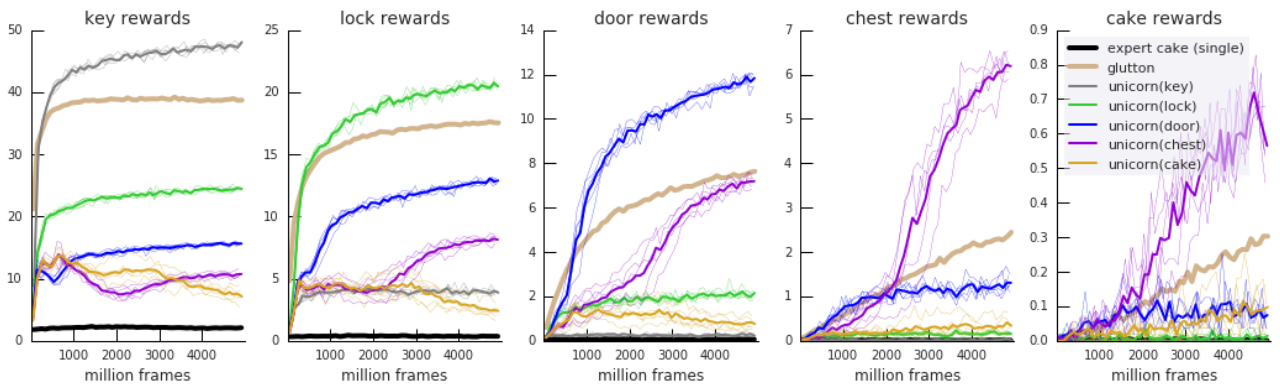 key rewards
50
40
30
20
10
0
1000 2000 3000 4000
million frames
lock rewards
25
20
15
10
5
0
1000 2000 3000 4000
million frames
door rewards
14
12
10
8
6
4
2
0
1000 2000 3000 4000
million frames
chest rewards
7
6
5
4
3
2
1
0
1000 2000 3000 4000
million frames
cake rewards
0.9
0.8
0.7
0.6
0.5
0.4
0.3
0.2
0.1
0.0
1000 2000 3000 4000
million frames
expert cake (single)
glutton
unicorn(key)
unicorn(lock)
unicorn(door)
unicorn(chest)
unicorn(cake)